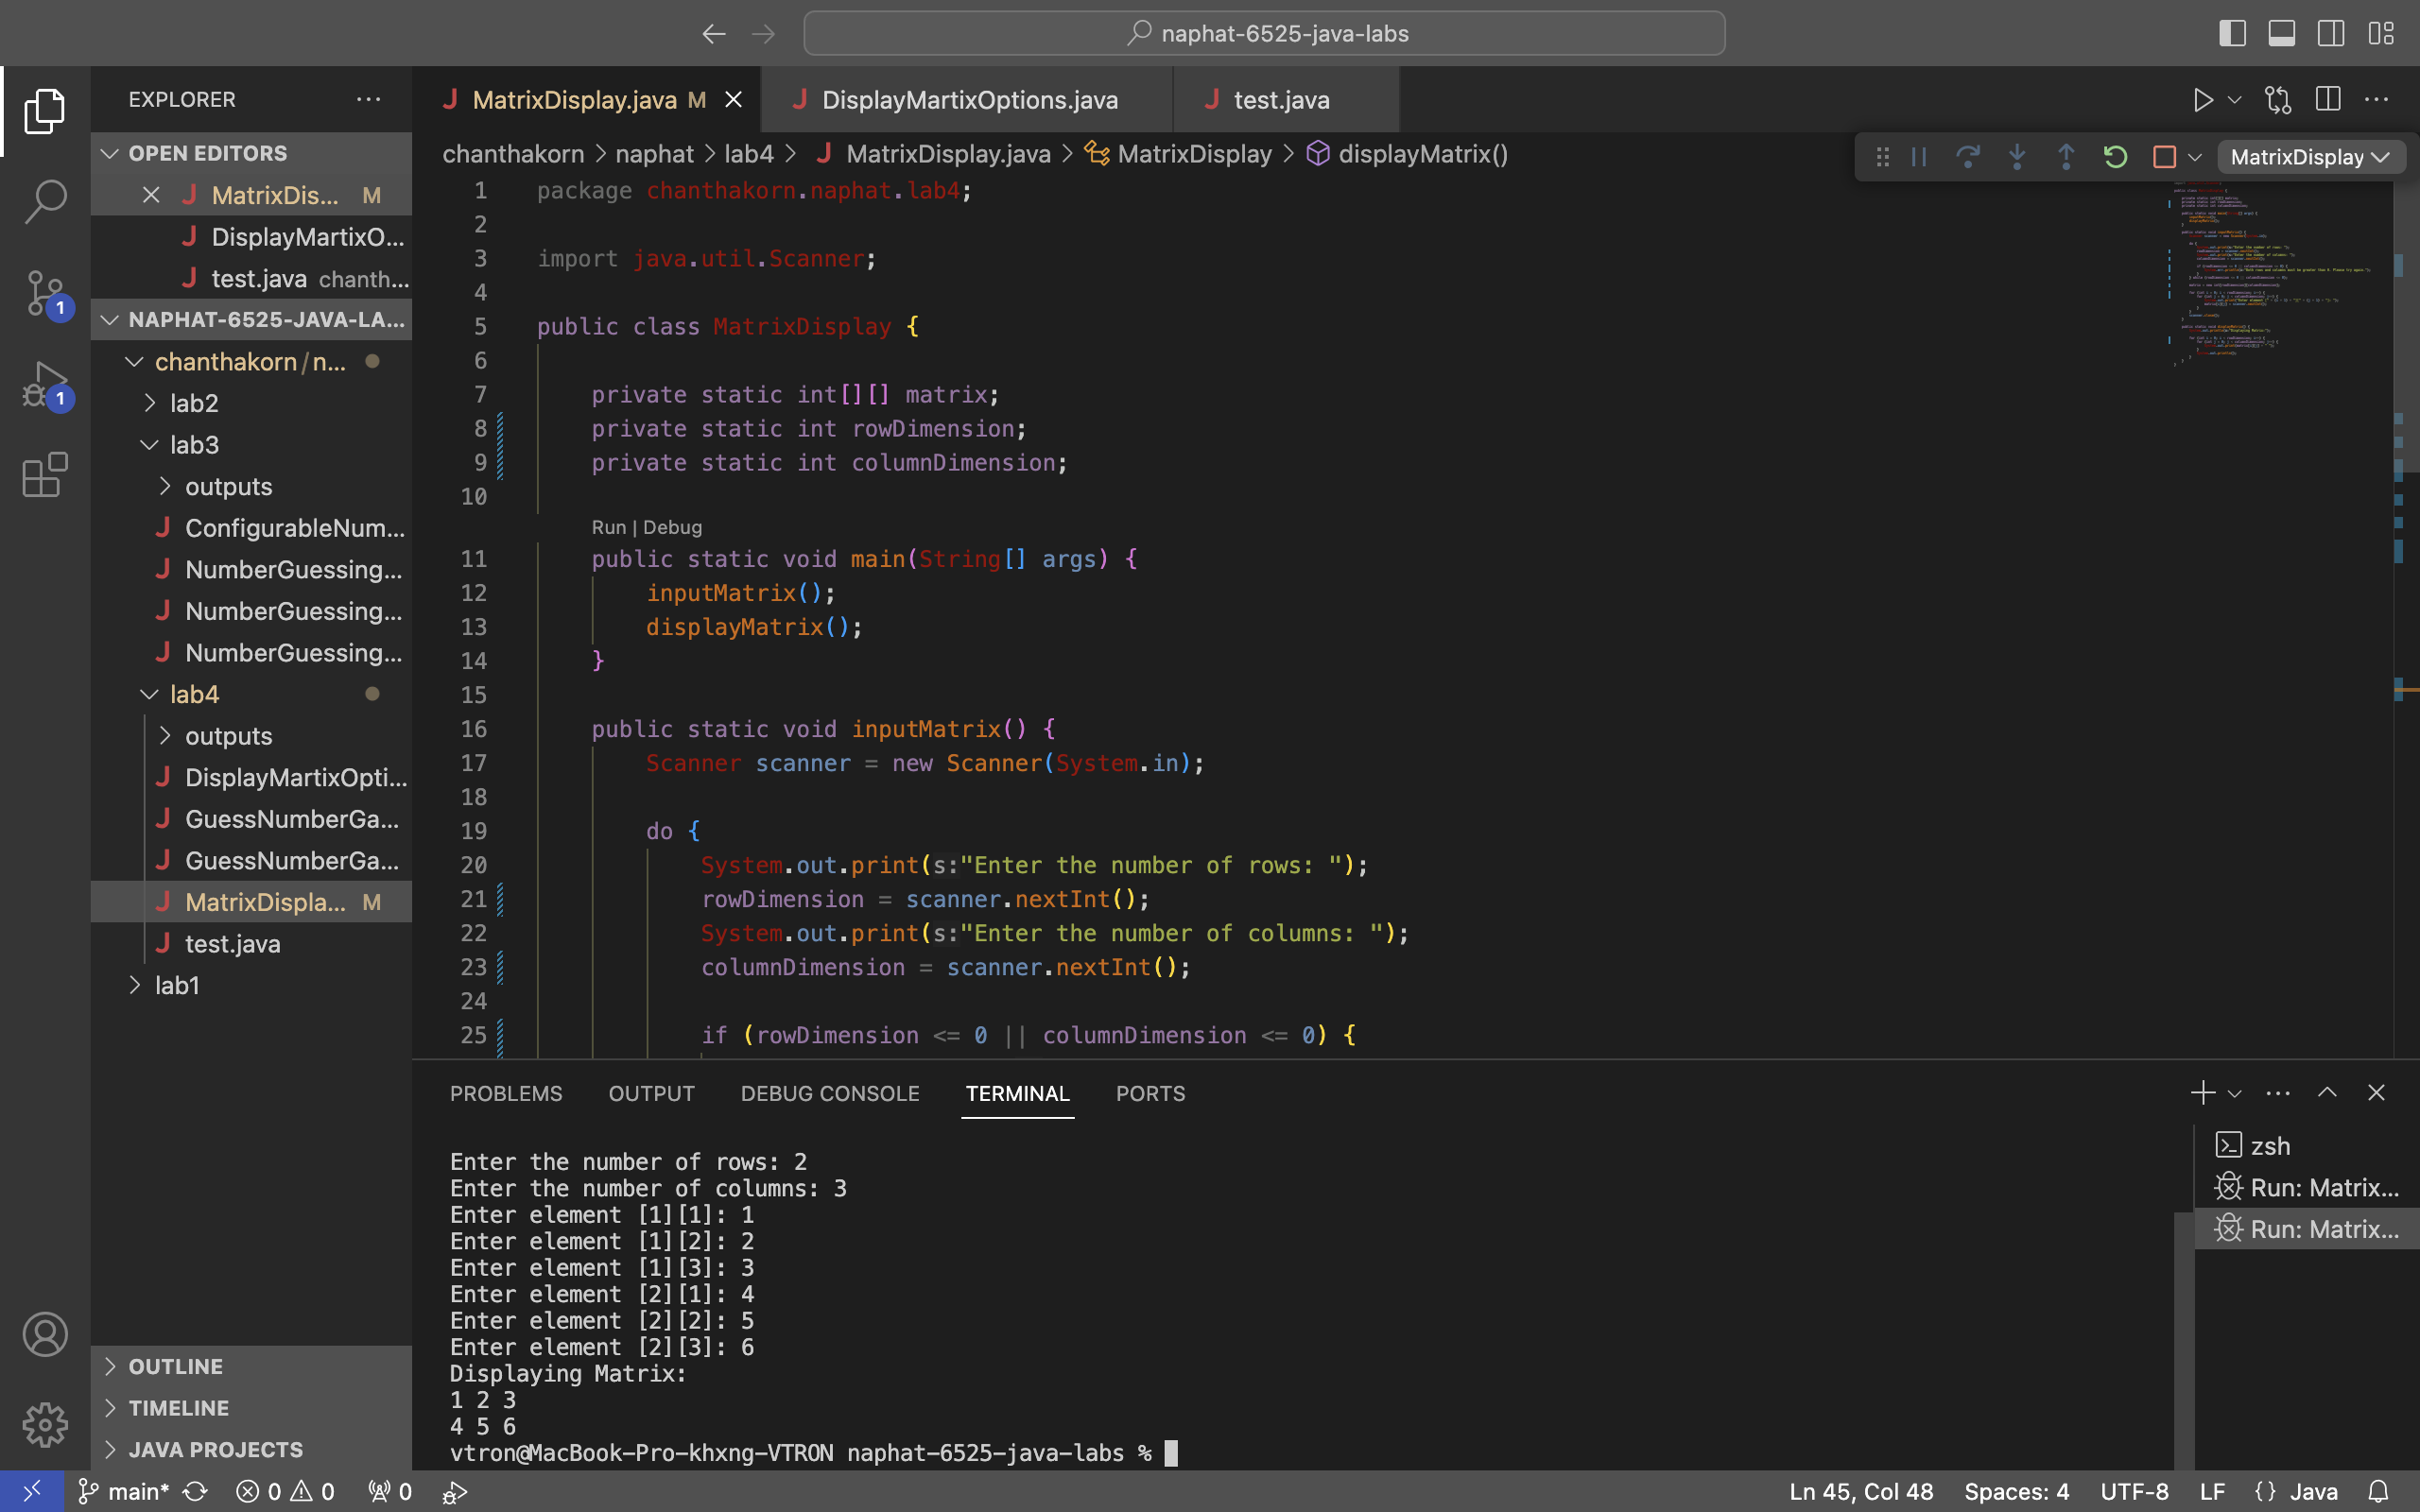 naphat-6525-java-labs
EXPLORER
MatrixDisplay.java M
DisplayMartixOptions.java
test.java
OPEN EDITORS
MatrixDis... M
DisplayMartixO...
test.java chanth...
NAPHAT-6525-JAVA-LA...
chanthakorn/n...
lab2
lab3
outputs
ConfigurableNum...
NumberGuessing...
NumberGuessing...
NumberGuessing...
lab4
outputs
DisplayMartixOpti...
GuessNumberGa...
GuessNumberGa...
MatrixDispla... M
test.java
lab1
OUTLINE
TIMELINE
JAVA PROJECTS
1
1
chanthakorn > naphat > lab4 > MatrixDisplay.java > MatrixDisplay > displayMatrix()
MatrixDisplay
1 package chanthakorn.naphat.lab4;
2
3 import java.util.Scanner;
4
5 public class MatrixDisplay {
6
7 private static int[][] matrix;
8 private static int rowDimension;
9 private static int columnDimension;
10
Run | Debug
11 public static void main(String[] args) {
12 inputMatrix();
13 displayMatrix();
14 }
15
16 public static void inputMatrix() {
17 Scanner scanner = new Scanner(System.in);
18
19 do {
20 System.out.print(s:"Enter the number of rows: ");
21 rowDimension = scanner.nextInt();
22 System.out.print(s:"Enter the number of columns: ");
23 columnDimension = scanner.nextInt();
24
25 if (rowDimension <= 0 || columnDimension <= 0) {
PROBLEMS OUTPUT DEBUG CONSOLE TERMINAL PORTS
Enter the number of rows: 2
Enter the number of columns: 3
Enter element [1][1]: 1
Enter element [1][2]: 2
Enter element [1][3]: 3
Enter element [2][1]: 4
Enter element [2][2]: 5
Enter element [2][3]: 6
Displaying Matrix:
1 2 3
4 5 6
vtron@MacBook-Pro-khxng-VTRON naphat-6525-java-labs %
zsh
Run: Matrix...
Run: Matrix...
main* 0 0 0
Ln 45, Col 48 Spaces: 4 UTF-8 LF {} Java